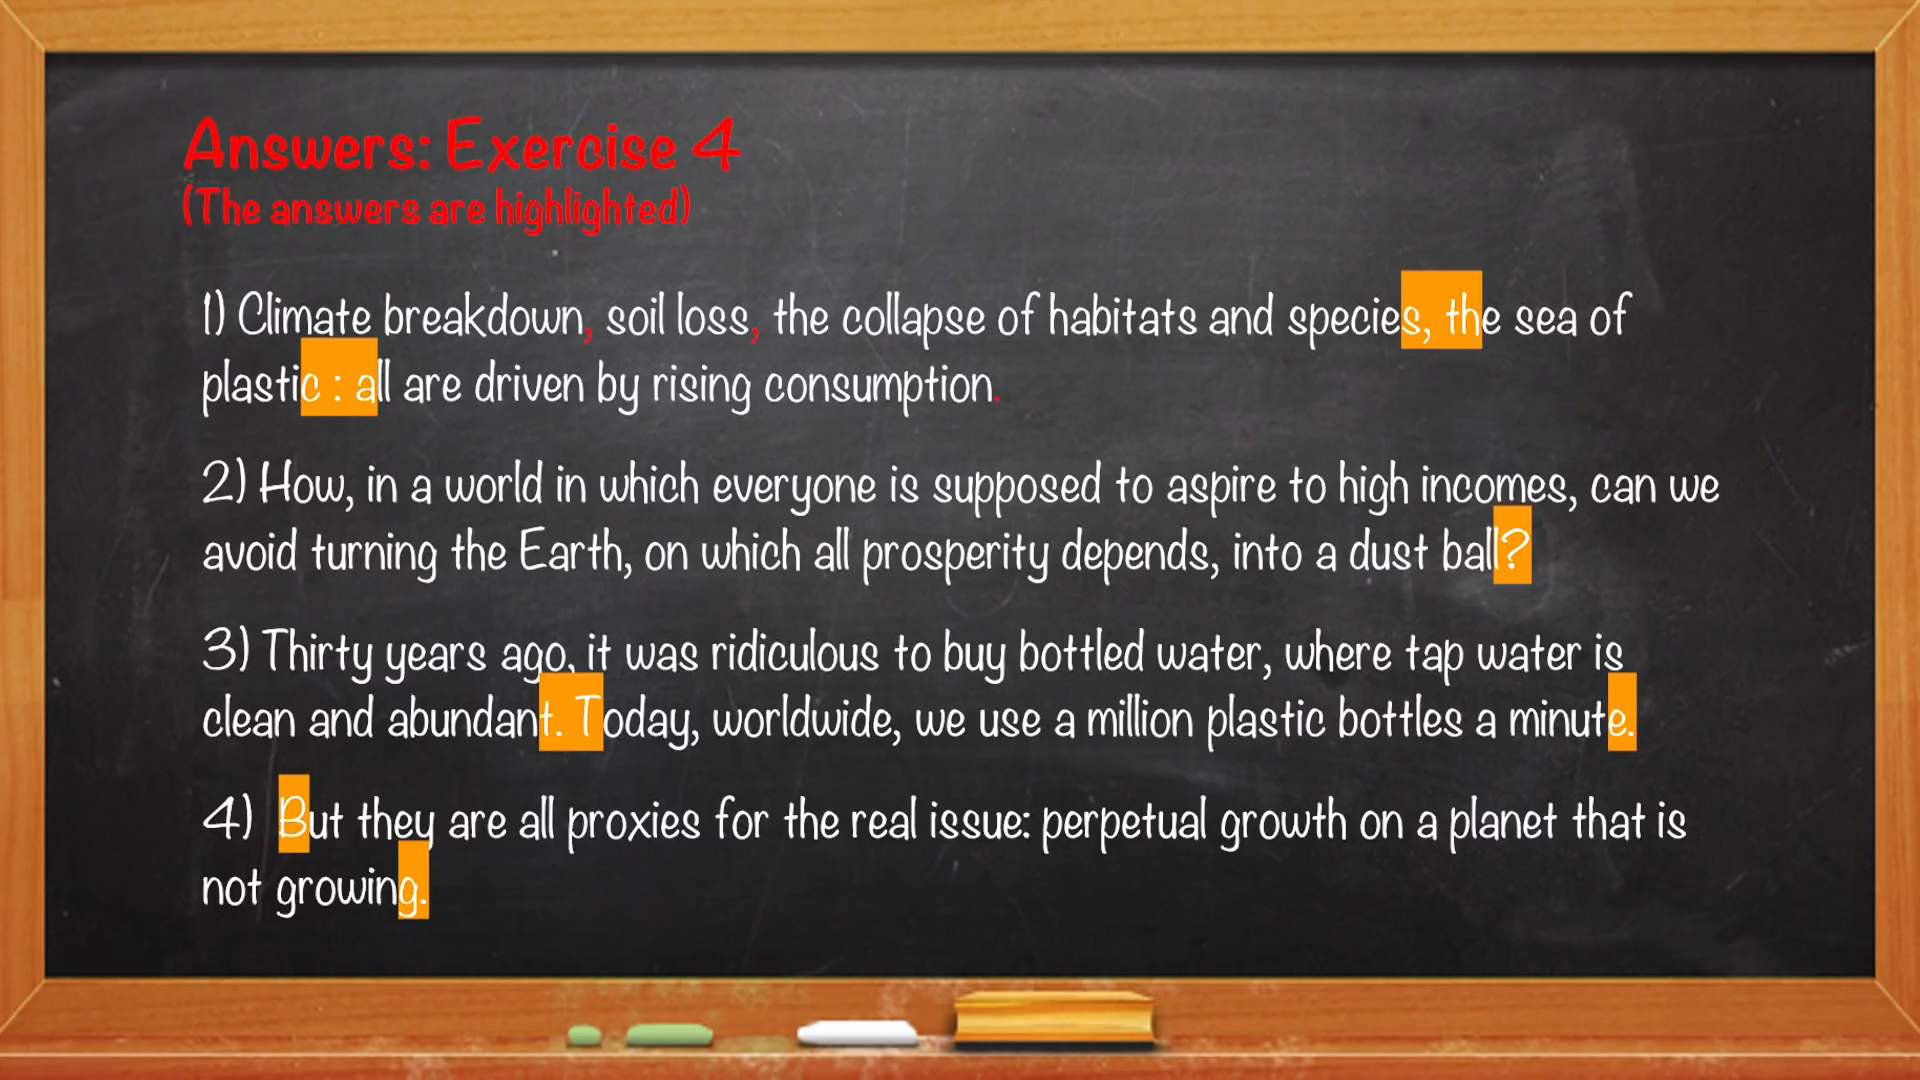 Answers: Exercise 4
(The answers are highlighted)
1) Climate breakdown, soil loss, the collapse of habitats and species, the sea of
plastic : all are driven by rising consumption.
2) How, in a world in which everyone is supposed to aspire to high incomes, can we
avoid turning the Earth, on which all prosperity depends, into a dust ball?
3) Thirty years ago, it was ridiculous to buy bottled water, where tap water is
clean and abundant. Today, worldwide, we use a million plastic bottles a minute.
4) But they are all proxies for the real issue: perpetual growth on a planet that is
not growing.